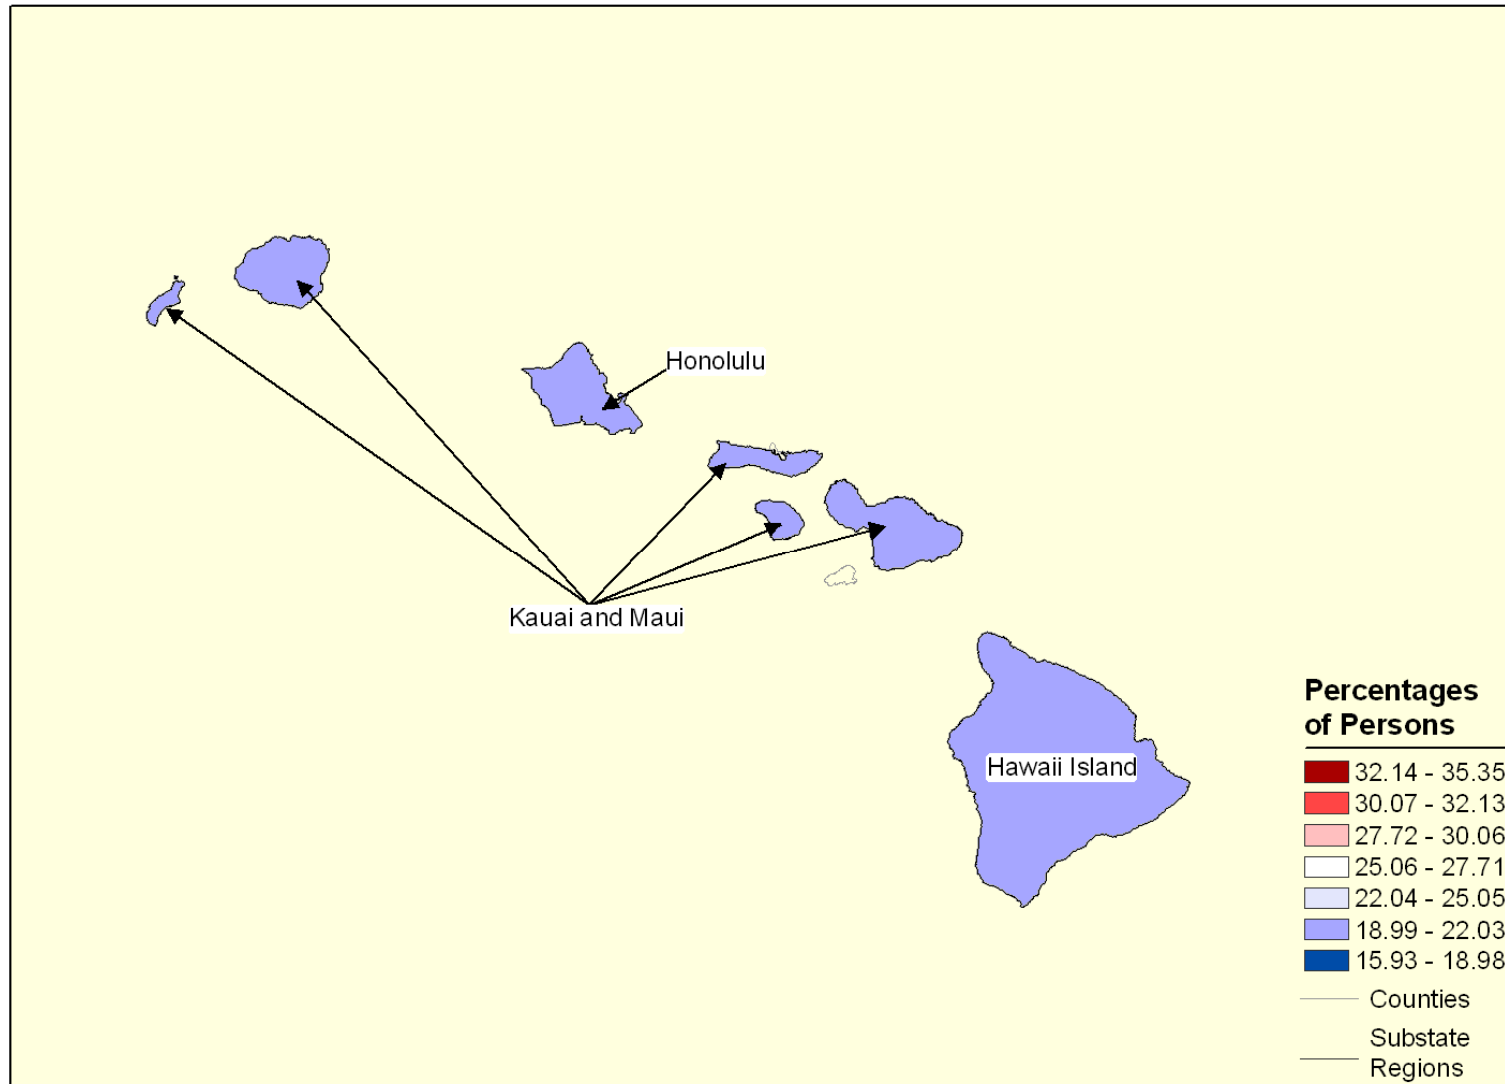 Honolulu
Kauai and Maui
Hawaii Island
Percentages
of Persons
32.14 - 35.35
30.07 - 32.13
27.72 - 30.06
25.06 - 27.71
22.04 - 25.05
18.99 - 22.03
15.93 - 18.98
Counties
Substate
Regions